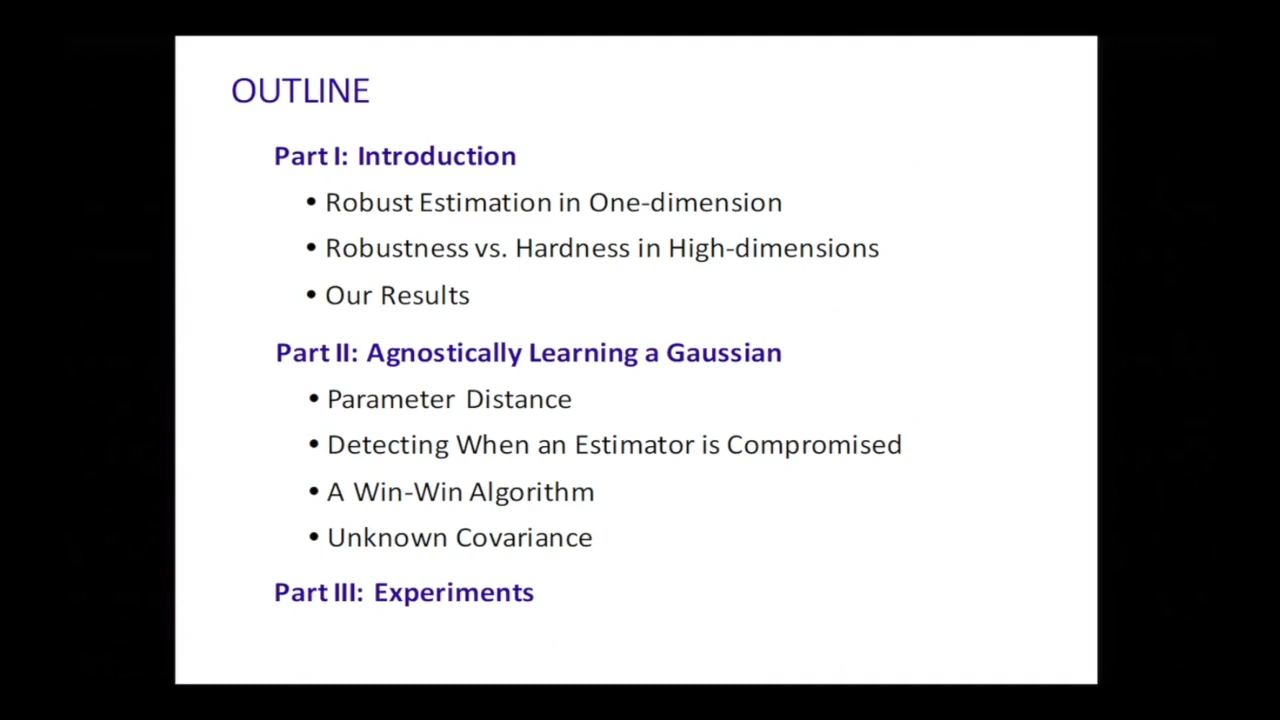 OUTLINE
Part I: Introduction
• Robust Estimation in One-dimension
• Robustness vs. Hardness in High-dimensions
• Our Results
Part II: Agnostically Learning a Gaussian
• Parameter Distance
• Detecting When an Estimator is Compromised
• A Win-Win Algorithm
• Unknown Covariance
Part III: Experiments